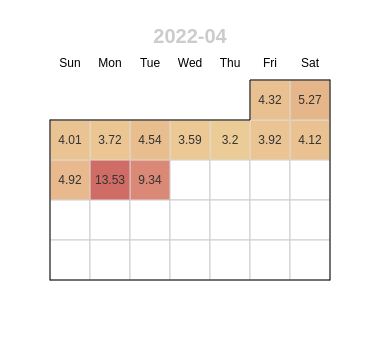 2022-04
Sun Mon Tue Wed Thu Fri Sat
4.32 5.27
4.01 3.72 4.54 3.59 3.2 3.92 4.12
4.92 13.53 9.34